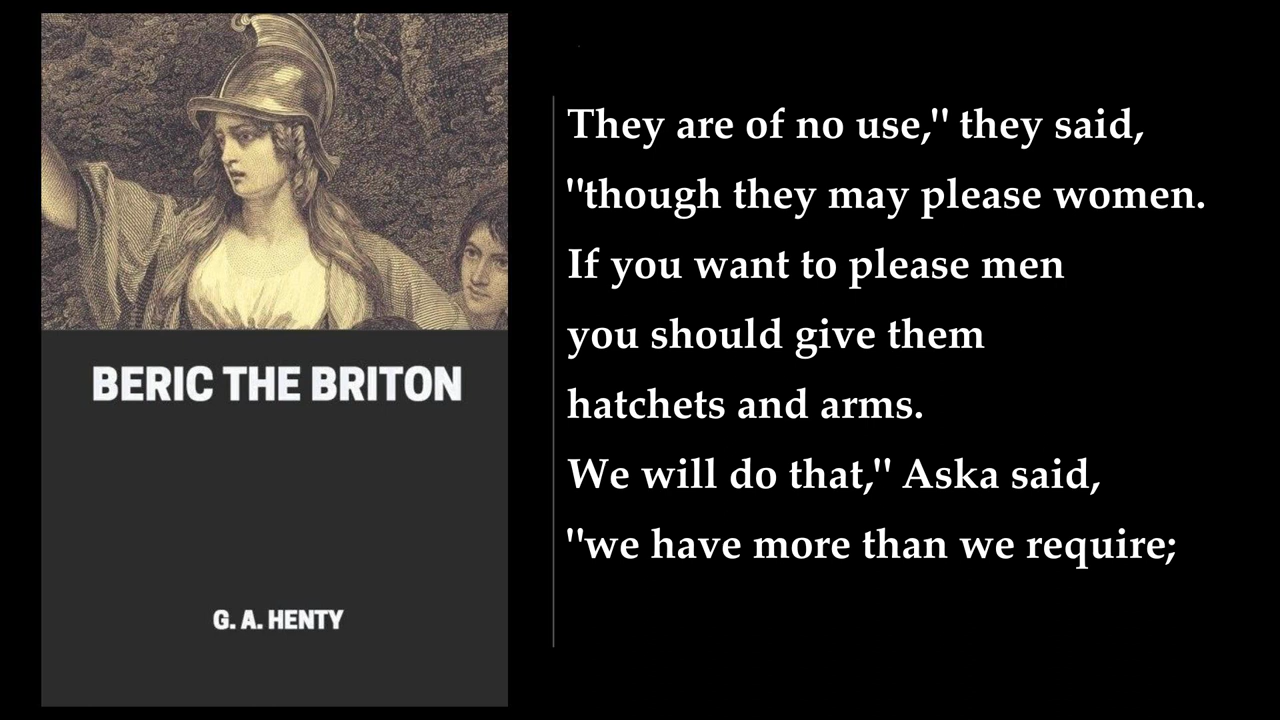 BERIC THE BRITON
G. A. HENTY
They are of no use," they said,
"though they may please women.
If you want to please men
you should give them
hatchets and arms.
We will do that," Aska said,
"we have more than we require;